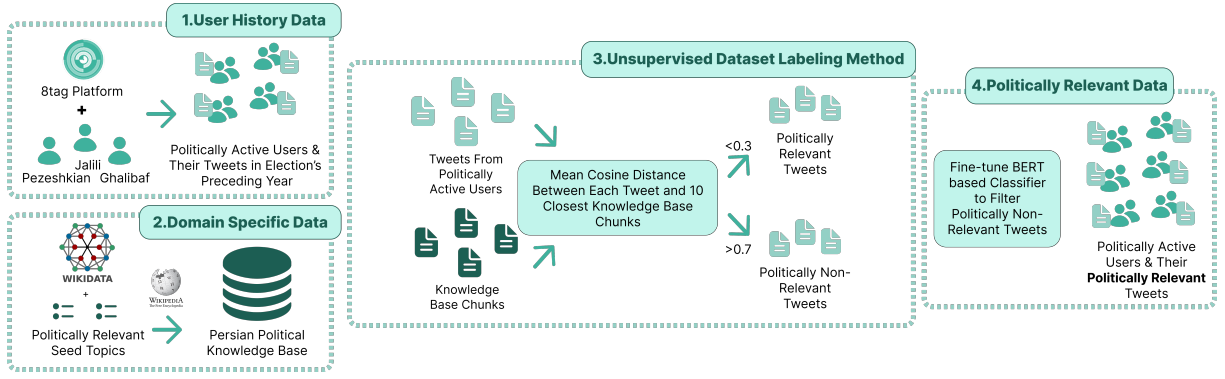 1.User History Data
8tag Platform
+
Jalili
Pezeshkian Ghalibaf
Politically Active Users &
Their Tweets in Election's
Preceding Year
2.Domain Specific Data
WIKIDATA
+
Politically Relevant
Seed Topics
WIKIPEDIA
The Free Encyclopedia
Persian Political
Knowledge Base
3.Unsupervised Dataset Labeling Method
Tweets From
Politically
Active Users
Knowledge
Base Chunks
Mean Cosine Distance
Between Each Tweet and 10
Closest Knowledge Base
Chunks
<0.3
Politically
Relevant
Tweets
>0.7
Politically Non-
Relevant
Tweets
4.Politically Relevant Data
Fine-tune BERT
based Classifier
to Filter
Politically Non-
Relevant Tweets
Politically Active
Users & Their
Politically Relevant
Tweets